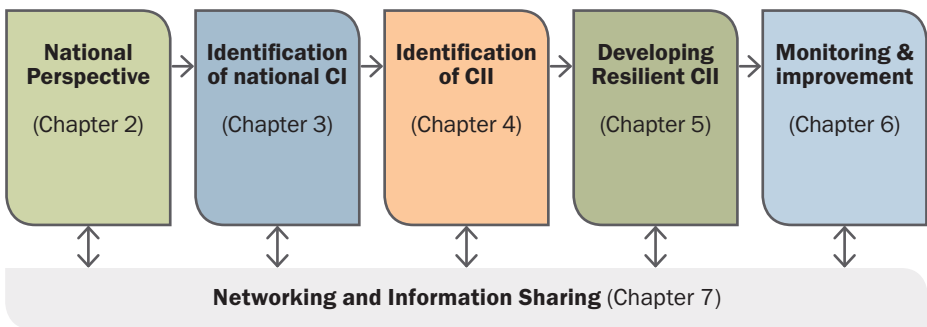 National
Perspective
(Chapter 2)
Identification
of national CI
(Chapter 3)
Identification
of CII
(Chapter 4)
Developing
Resilient CII
(Chapter 5)
Monitoring &
improvement
(Chapter 6)
Networking and Information Sharing (Chapter 7)